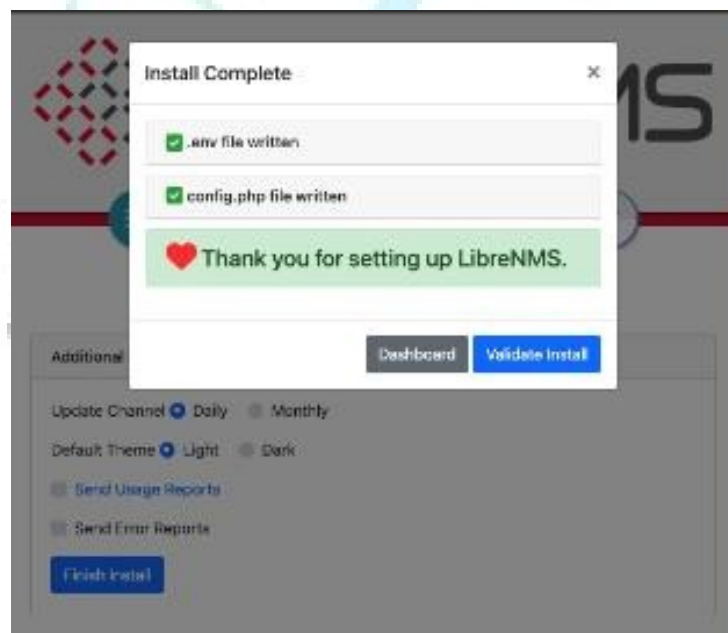 Install Complete
×
.env file written
config.php file written
Thank you for setting up LibreNMS.
Dashboard
Validate Install
Additional
Update Channel Daily Monthly
Default Theme Light Dark
Send Usage Reports
Send Error Reports
Finish Install